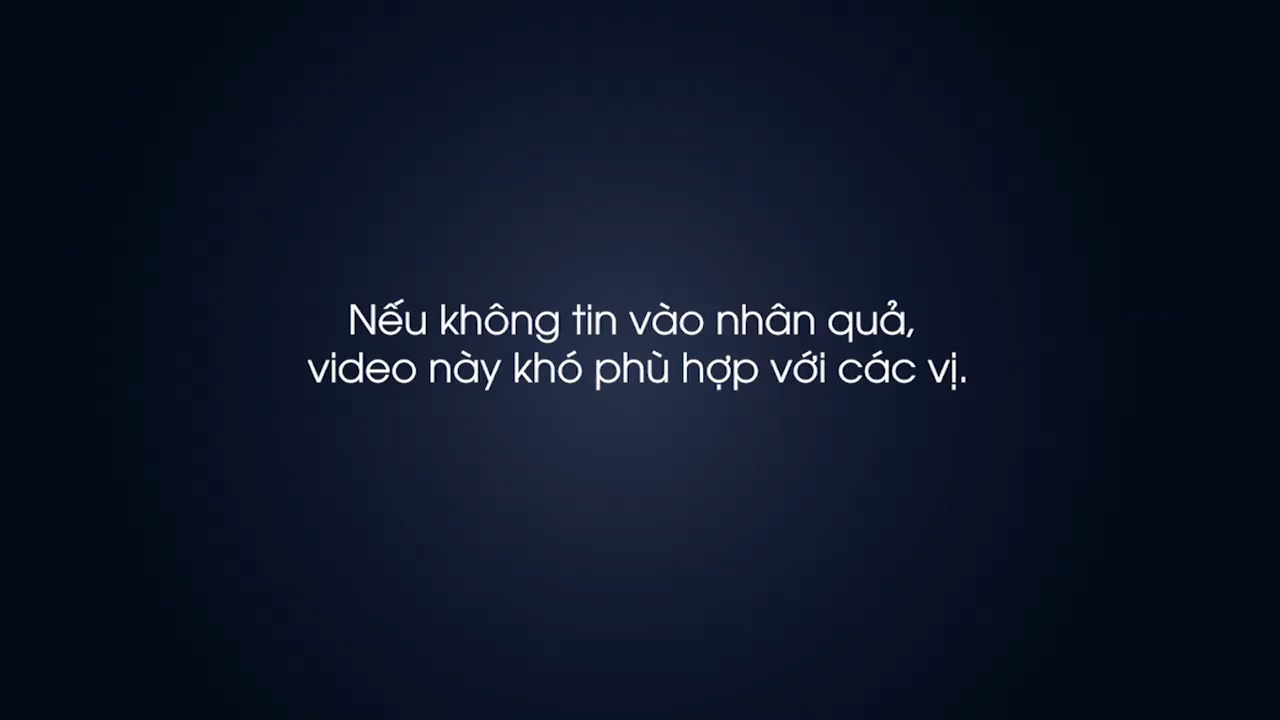 Nếu không tin vào nhân quả,
video này khó phù hợp với các vị.